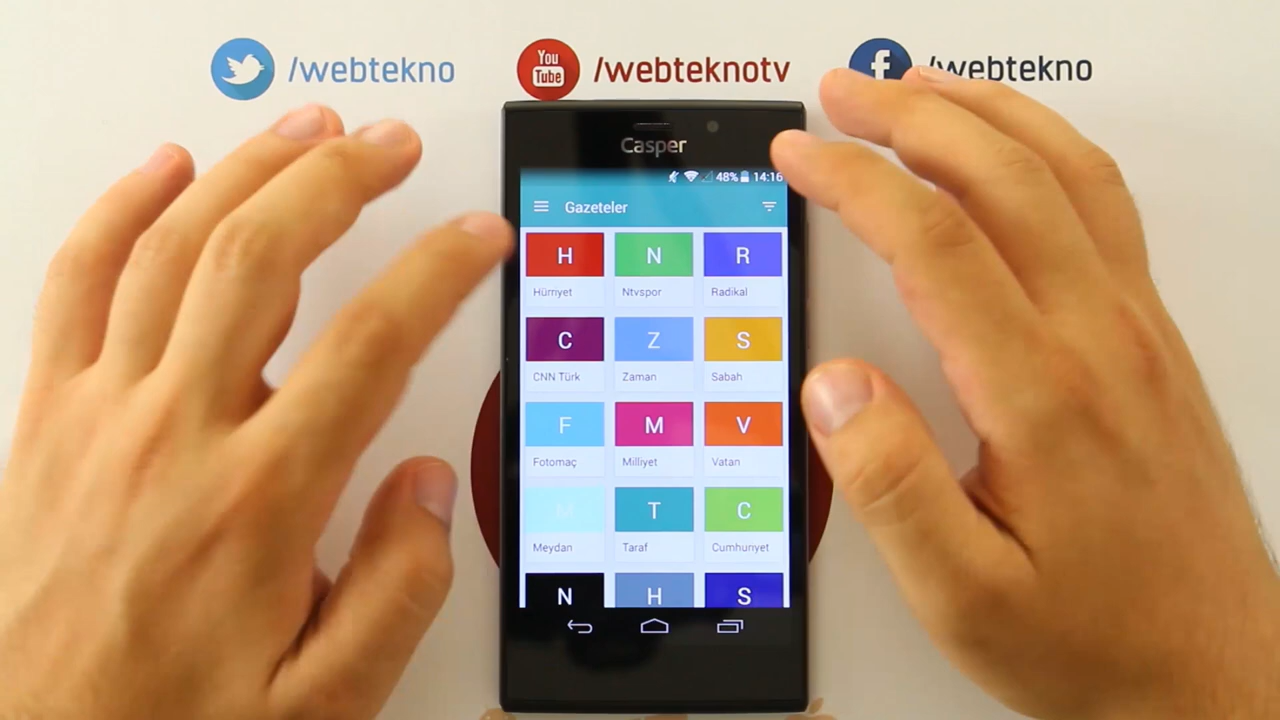 /webtekno
You Tube /webteknotv
f /webtekno
Casper
48% 14:16
Gazeteler
H N R
Hürriyet Ntvspor Radikal
C Z S
CNN Türk Zaman Sabah
F M V
Fotomaç Milliyet Vatan
M T C
Meydan Taraf Cumhuriyet
N H S